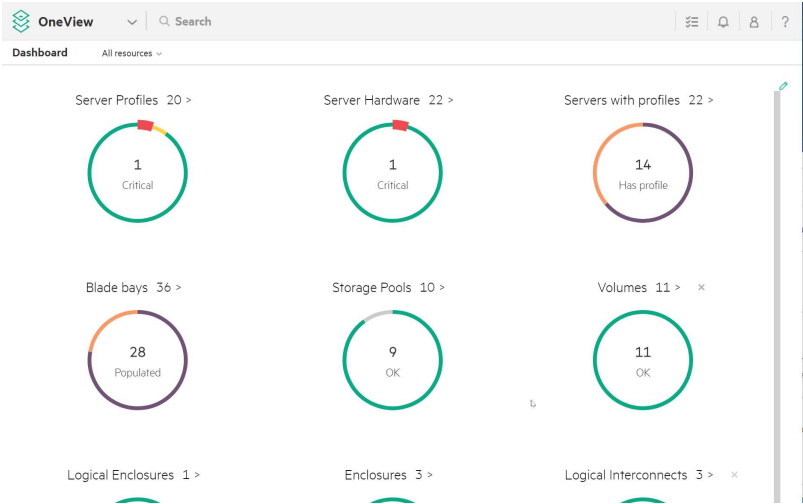 OneView
Search
?
Dashboard
All resources
Server Profiles 20 >
Server Hardware 22 >
Servers with profiles 22 >
1
Critical
1
Critical
14
Has profile
Blade bays 36 >
Storage Pools 10 >
Volumes 11 > ×
28
Populated
9
OK
11
OK
Logical Enclosures 1 >
Enclosures 3 >
Logical Interconnects 3 > ×